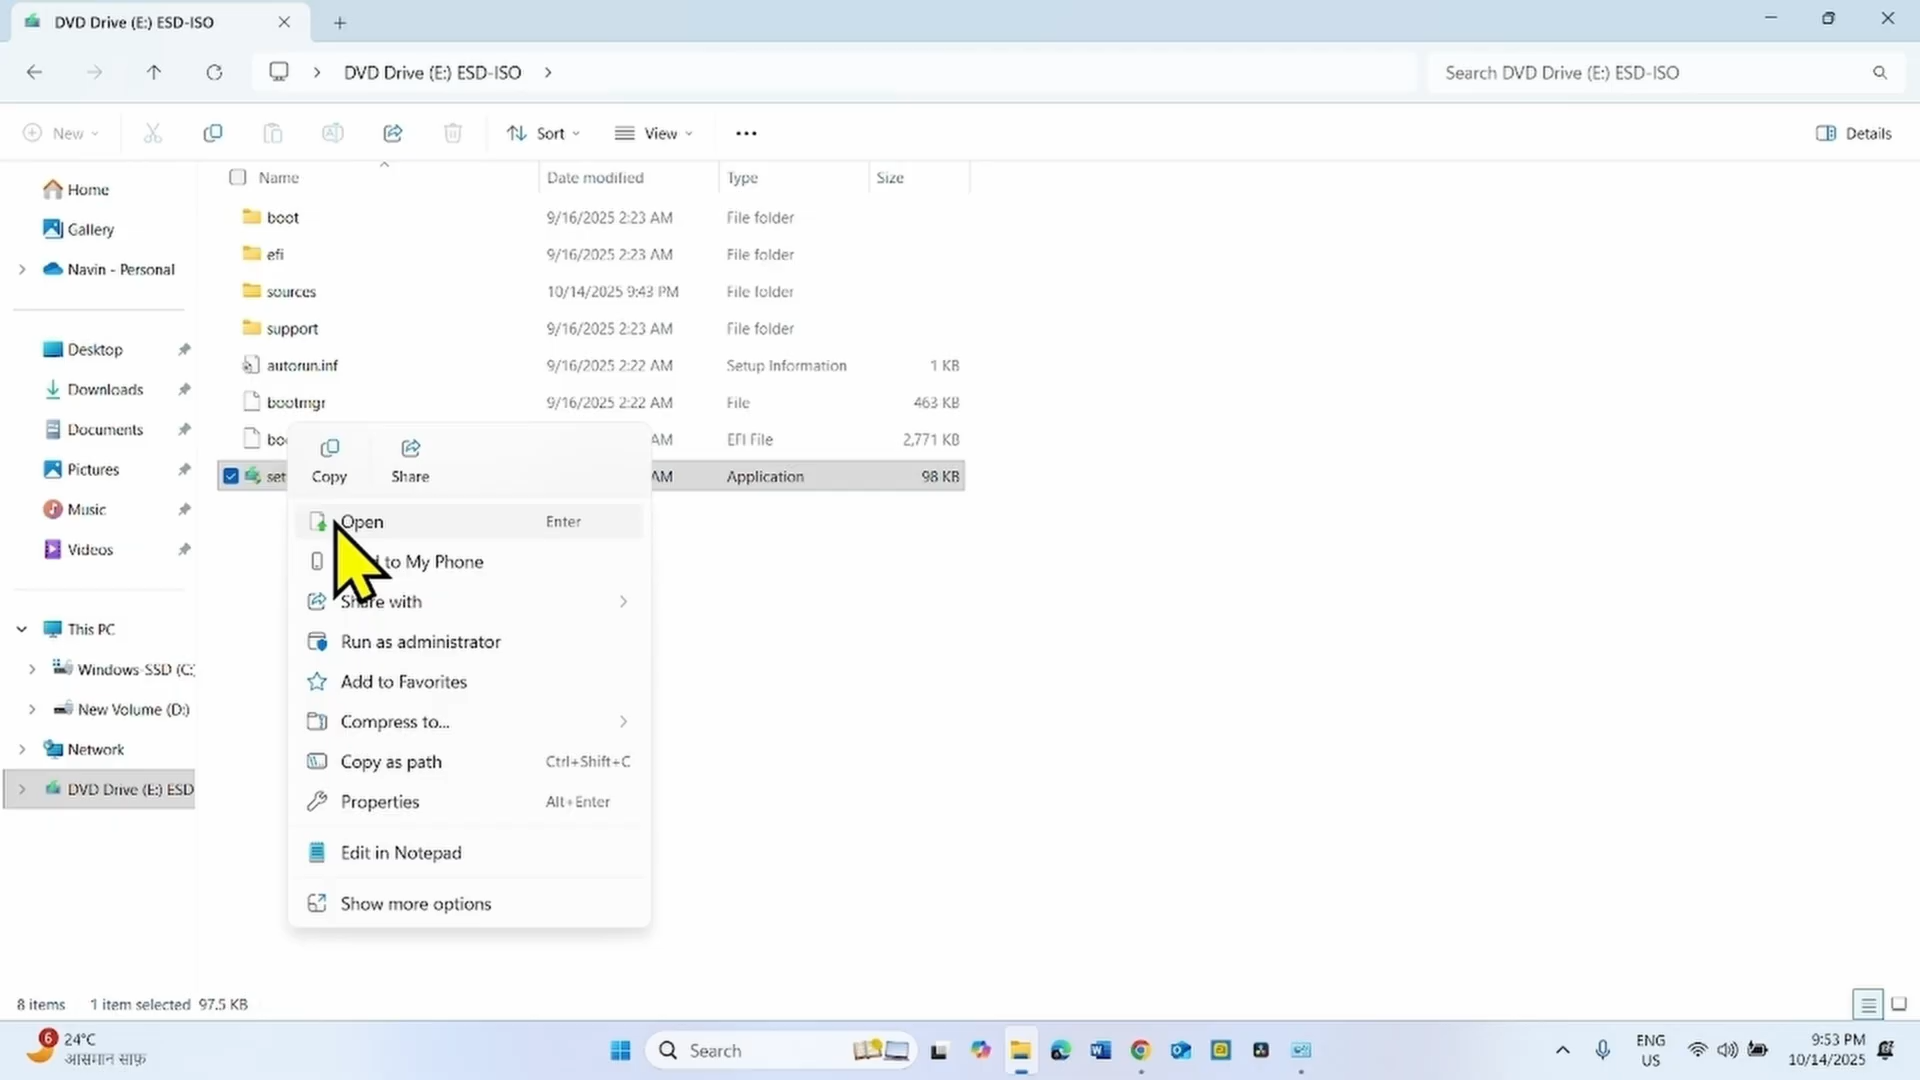 DVD Drive (E:) ESD-ISO
DVD Drive (E:) ESD-ISO
Search DVD Drive (E:) ESD-ISO
New
Sort
View
Details
Name Date modified Type Size
Home
Gallery
Navin - Personal
Desktop
Downloads
Documents
Pictures
Music
Videos
This PC
Windows-SSD (C:
New Volume (D:)
Network
DVD Drive (E:) ESD
boot 9/16/2025 2:23 AM File folder
efi 9/16/2025 2:23 AM File folder
sources 10/14/2025 9:43 PM File folder
support 9/16/2025 2:23 AM File folder
autorun.inf 9/16/2025 2:22 AM Setup Information 1 KB
bootmgr 9/16/2025 2:22 AM File 463 KB
boo AM EFI File 2,771 KB
set AM Application 98 KB
Copy Share
Open Enter
to My Phone
Share with
Run as administrator
Add to Favorites
Compress to...
Copy as path Ctrl+Shift+C
Properties Alt+Enter
Edit in Notepad
Show more options
8 items 1 item selected 97.5 KB
6
24°C
आसमान साफ़
Search
ENG
US
9:53 PM
10/14/2025